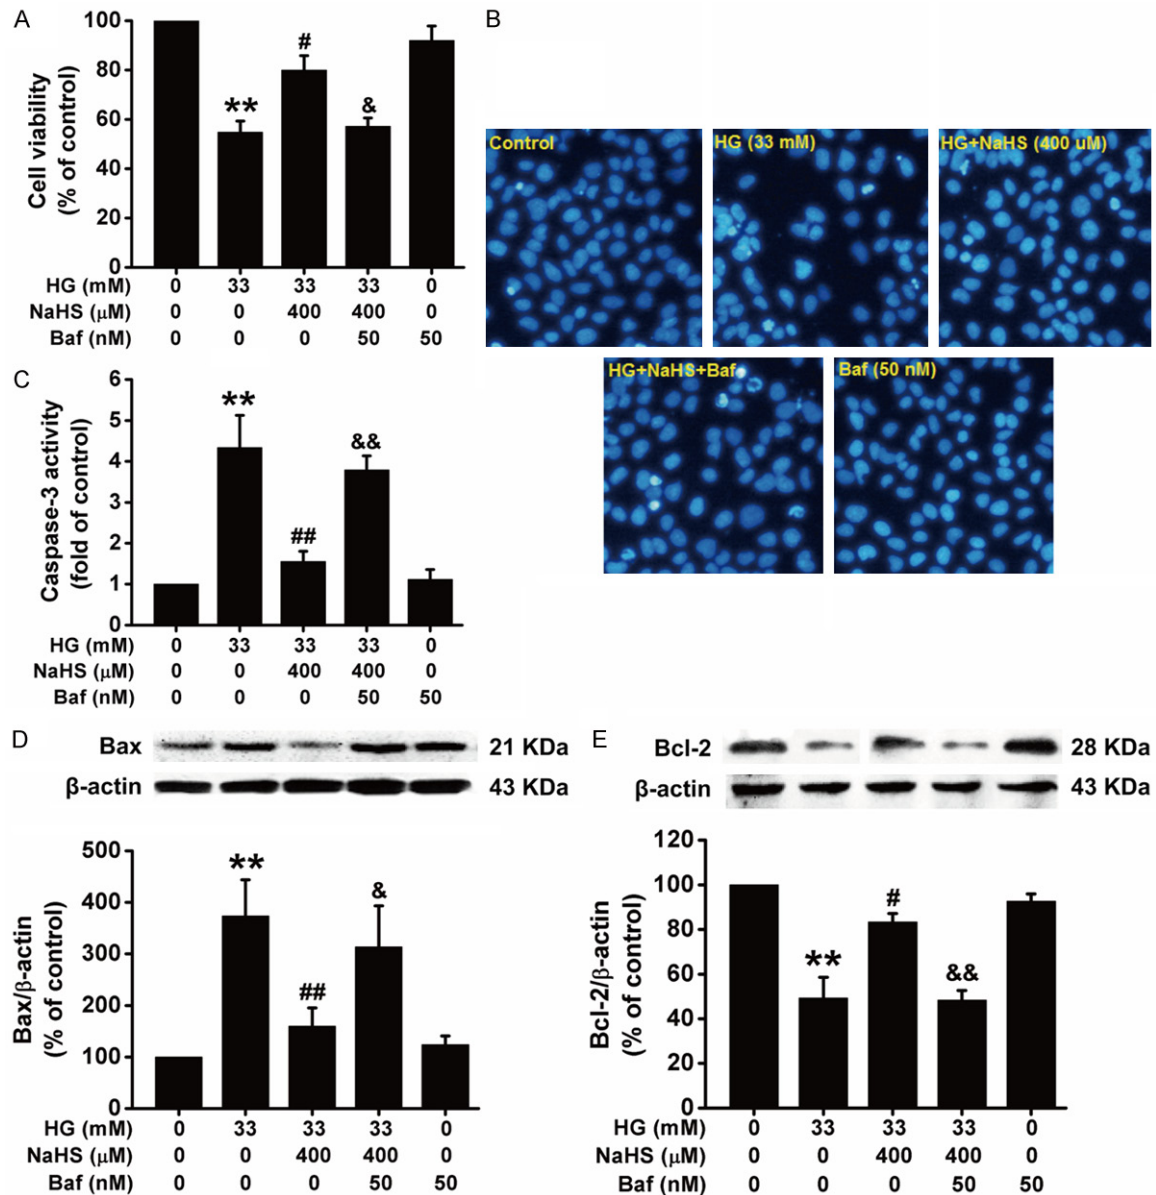 A
100
80
60
40
20
0
Cell viability
(% of control)
**
#
&
HG (mM) 0 33 33 33 0
NaHS (μM) 0 0 400 400 0
Baf (nM) 0 0 0 50 50
B
Control
HG (33 mM)
HG+NaHS (400 uM)
HG+NaHS+Baf
Baf (50 nM)
C
6
5
4
3
2
1
0
Caspase-3 activity
(fold of control)
**
##
&&
HG (mM) 0 33 33 33 0
NaHS (μM) 0 0 400 400 0
Baf (nM) 0 0 0 50 50
D
Bax 21 KDa
β-actin 43 KDa
500
400
300
200
100
0
Bax/β-actin
(% of control)
**
##
&
HG (mM) 0 33 33 33 0
NaHS (μM) 0 0 400 400 0
Baf (nM) 0 0 0 50 50
E
Bcl-2 28 KDa
β-actin 43 KDa
120
100
80
60
40
20
0
Bcl-2/β-actin
(% of control)
**
#
&&
HG (mM) 0 33 33 33 0
NaHS (μM) 0 0 400 400 0
Baf (nM) 0 0 0 50 50